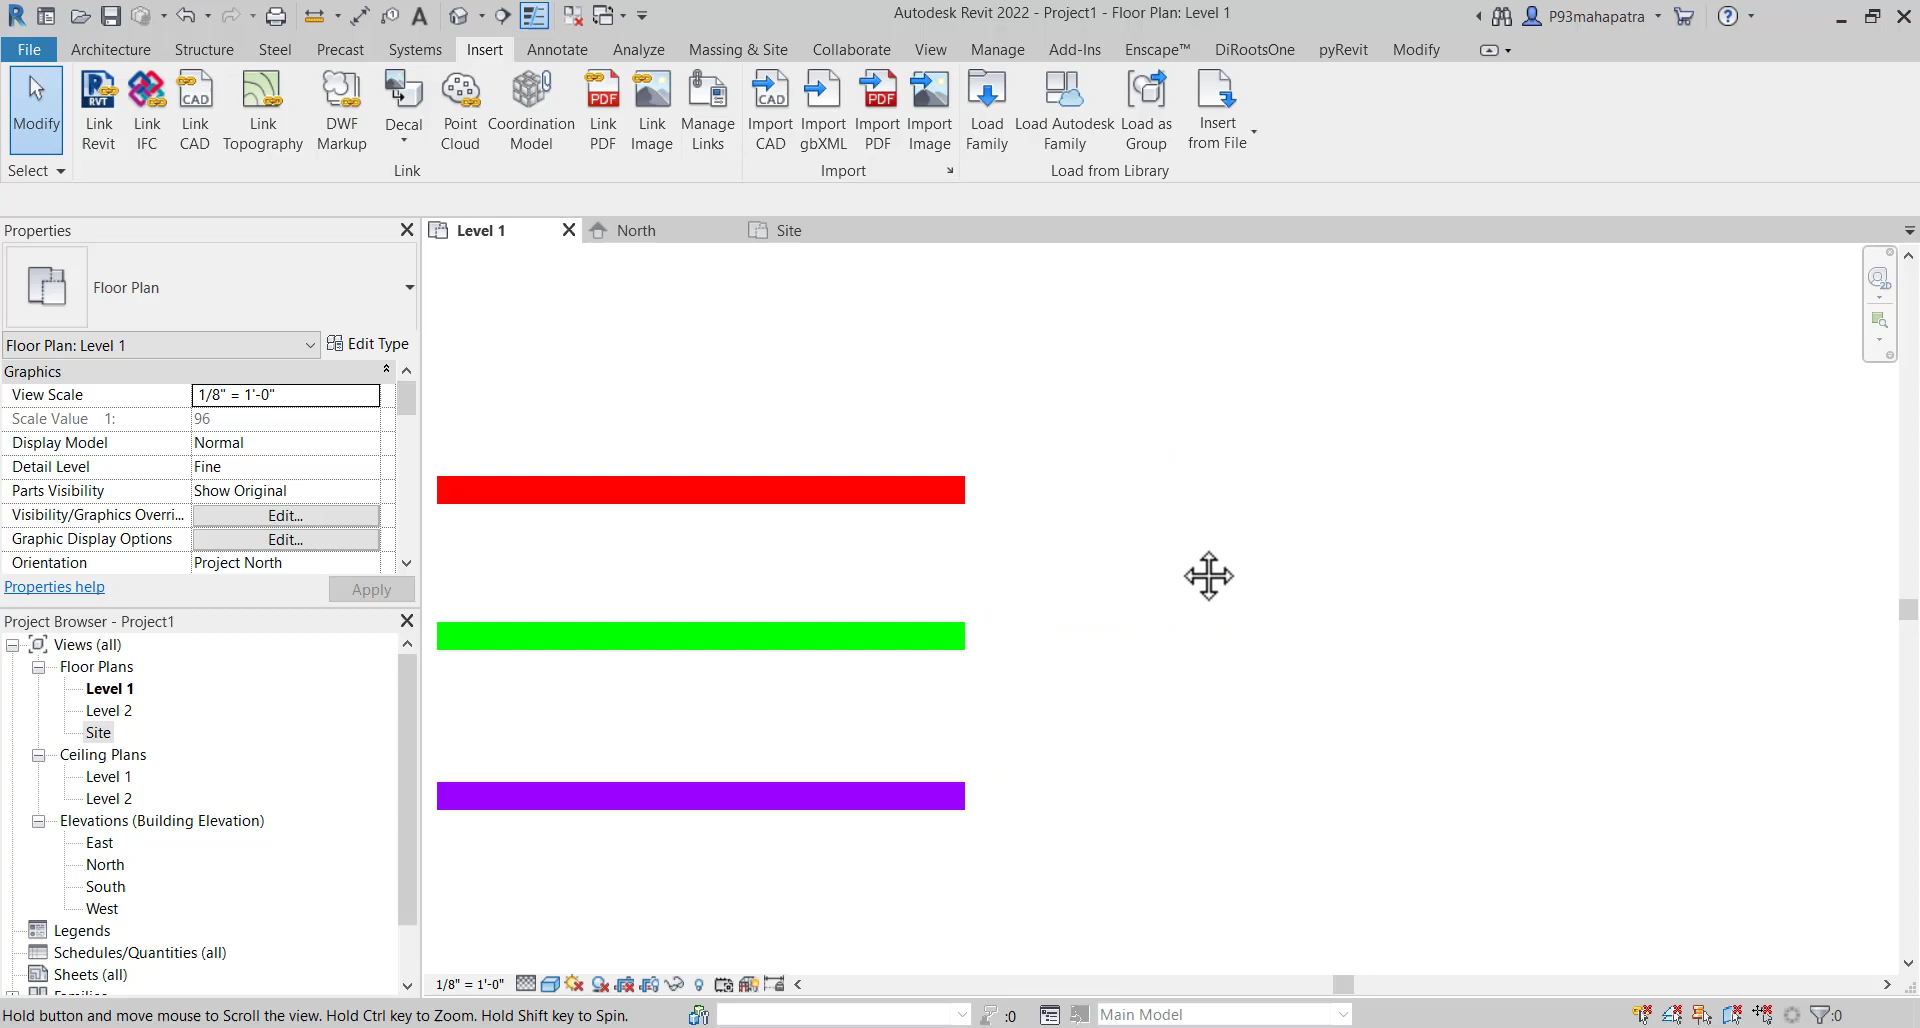 Autodesk Revit 2022 - Project1 - Floor Plan: Level 1
P93mahapatra
File Architecture Structure Steel Precast Systems Insert Annotate Analyze Massing & Site Collaborate View Manage Add-Ins Enscape™ DiRootsOne pyRevit Modify
Modify
Link Revit
Link IFC
Link CAD
Link Topography
DWF Markup
Decal
Point Cloud
Coordination Model
Link PDF
Link Image
Manage Links
Import CAD
Import gbXML
Import PDF
Import Image
Load Family
Load Autodesk Family
Load as Group
Insert from File
Select
Link
Import
Load from Library
Properties
Level 1
North
Site
Floor Plan
Floor Plan: Level 1
Edit Type
Graphics
View Scale 1/8" = 1'-0"
Scale Value 1: 96
Display Model Normal
Detail Level Fine
Parts Visibility Show Original
Visibility/Graphics Overri... Edit...
Graphic Display Options Edit...
Orientation Project North
Properties help
Apply
Project Browser - Project1
Views (all)
Floor Plans
Level 1
Level 2
Site
Ceiling Plans
Level 1
Level 2
Elevations (Building Elevation)
East
North
South
West
Legends
Schedules/Quantities (all)
Sheets (all)
1/8" = 1'-0"
Hold button and move mouse to Scroll the view. Hold Ctrl key to Zoom. Hold Shift key to Spin.
:0
Main Model
:0